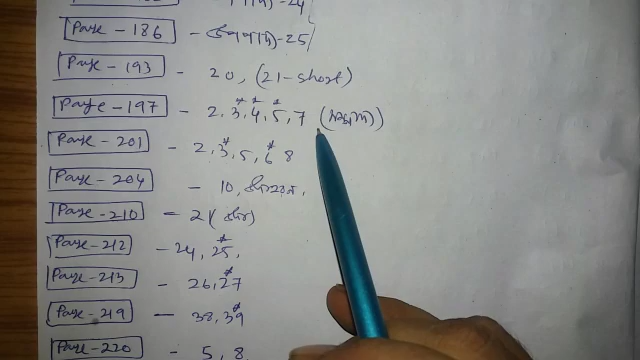 24
Page - 186 - 25
Page - 193 - 20, (21-short)
Page - 197 - 2, 3*, 4*, 5*, 7
Page - 201 - 2, 3*, 5, 6* 8
Page - 204 - 10,
Page - 210 = 21
Page - 212 - 24, 25*,
Page - 213 - 26, 27*
Page - 219 - 38, 39*
Page - 220 - 5, 8,